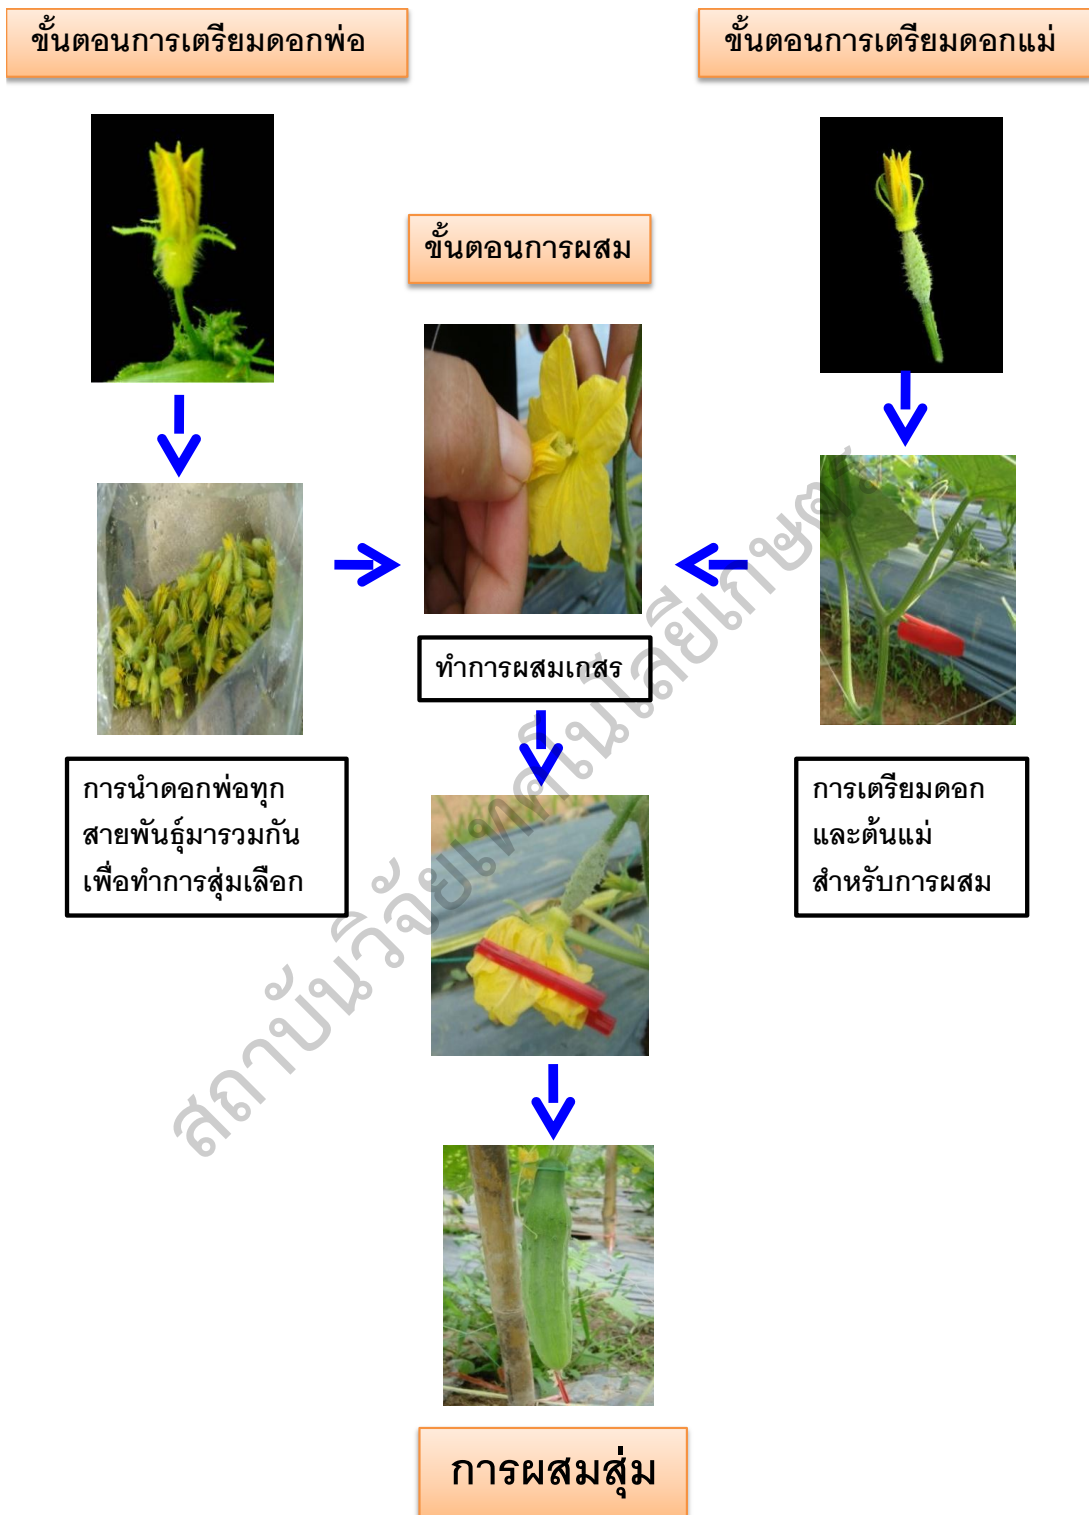 ขั้นตอนการเตรียมดอกพ่อ
ขั้นตอนการเตรียมดอกแม่
ขั้นตอนการผสม
ทำการผสมเกสร
การนำดอกพ่อทุก
สายพันธุ์มารวมกัน
เพื่อทำการสุ่มเลือก
การเตรียมดอก
และต้นแม่
สำหรับการผสม
สถาบันวิจัยเทคโนโลยีเกษตร
การผสมสุ่ม